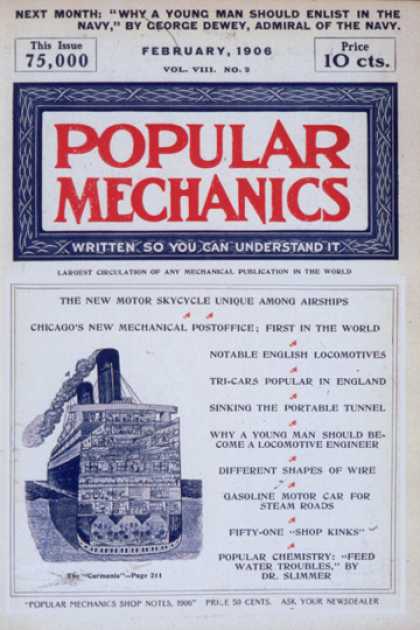 NEXT MONTH: "WHY A YOUNG MAN SHOULD ENLIST IN THE
NAVY," BY GEORGE DEWEY, ADMIRAL OF THE NAVY.
This Issue
75,000
FEBRUARY, 1906
VOL. VIII. NO. 2
Price
10 cts.
POPULAR
MECHANICS
WRITTEN SO YOU CAN UNDERSTAND IT
LARGEST CIRCULATION OF ANY MECHANICAL PUBLICATION IN THE WORLD
THE NEW MOTOR SKYCYCLE UNIQUE AMONG AIRSHIPS
CHICAGO'S NEW MECHANICAL POSTOFFICE; FIRST IN THE WORLD
NOTABLE ENGLISH LOCOMOTIVES
TRI-CARS POPULAR IN ENGLAND
SINKING THE PORTABLE TUNNEL
WHY A YOUNG MAN SHOULD BE-
COME A LOCOMOTIVE ENGINEER
DIFFERENT SHAPES OF WIRE
GASOLINE MOTOR CAR FOR
STEAM ROADS
FIFTY-ONE "SHOP KINKS"
POPULAR CHEMISTRY: "FEED
WATER TROUBLES," BY
DR. SLIMMER
The "Carmania"—Page 211
"POPULAR MECHANICS SHOP NOTES, 1906" PRICE 50 CENTS. ASK YOUR NEWSDEALER